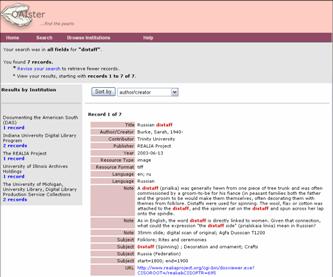 OAIster
...find the pearls
Home Search Browse Institutions Help
Your search was in all fields for "distaff".
You found 7 records.
* Revise your search to retrieve fewer records.
* View your results, starting with records 1 to 7 of 7.
Results by Institution
Documenting the American South
(DAS)
1 record
Indiana University Digital Library
Program
2 records
The REALIA Project
1 record
University of Illinois Archives
Holdings
1 record
The University of Michigan,
University Library, Digital Library
Production Service Collections
2 records
Sort by author/creator
Record 1 of 7
Title Russian distaff
Author/Creator Burke, Sarah, 1940-
Contributor Trinity University
Publisher REALIA Project
Year 2003-06-13
Resource Type image
Resource Format tiff
Language en; ru
Language Russian
Note A distaff (prialka) was generally hewn from one piece of tree trunk and was often
commissioned by a groom-to-be for his fiance (in peasant families both the father
and the groom to be would make them themselves, often decorating them with
themes from folklore. Distaffs were used for spinning. The wool, flax or cotton was
attached to the distaff, and the spinner sat on the distaff and spun across her lap
onto the spindle.
Note As in English, the word distaff is directly linked to women. Given that connection,
what could the expression "the distaff side" (prialskaia linia) mean in Russian?
Note 35mm slide; digital scan of original; Agfa Duoscan T1200
Subject Folklore; Rites and ceremonies
Subject Distaff (Spinning) ; Decoration and ornament; Crafts
Subject Russia (Federation)
Subject start=1800; end=1900
URL http://www.realiaproject.org/cgi-bin/docviewer.exe?
CISOROOT=/realia&CISOPTR=695